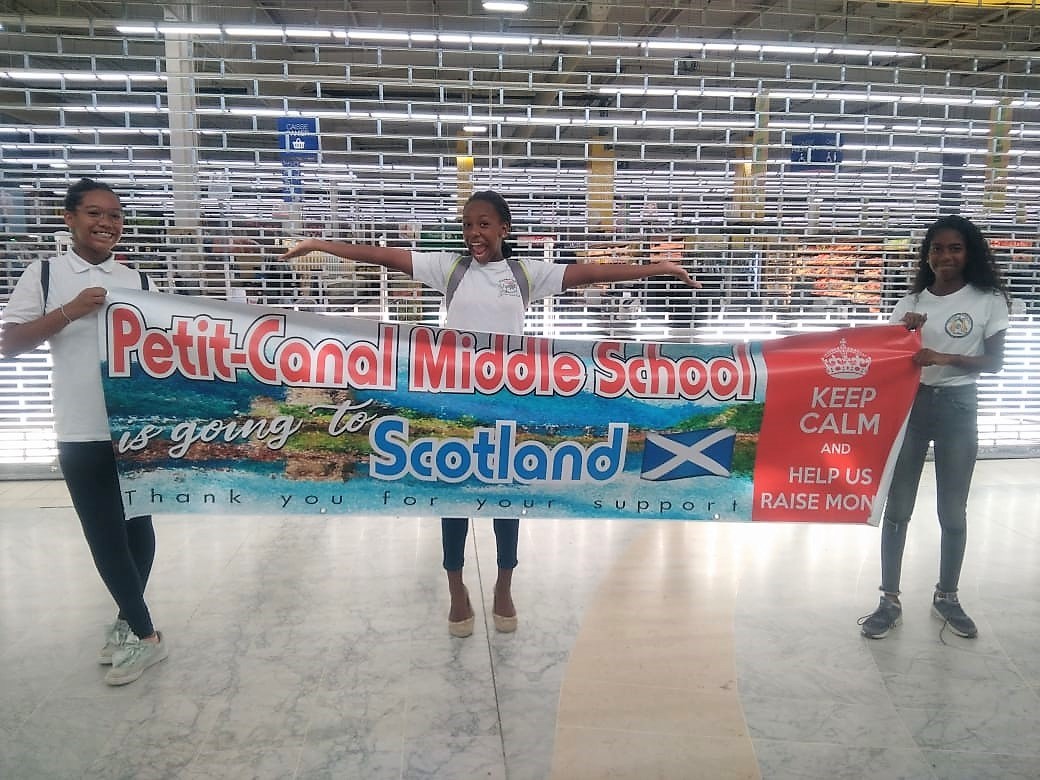 CAISSE
Petit-Canal Middle School
is going to
Scotland
Thank you for your support
KEEP
CALM
AND
HELP US
RAISE MON